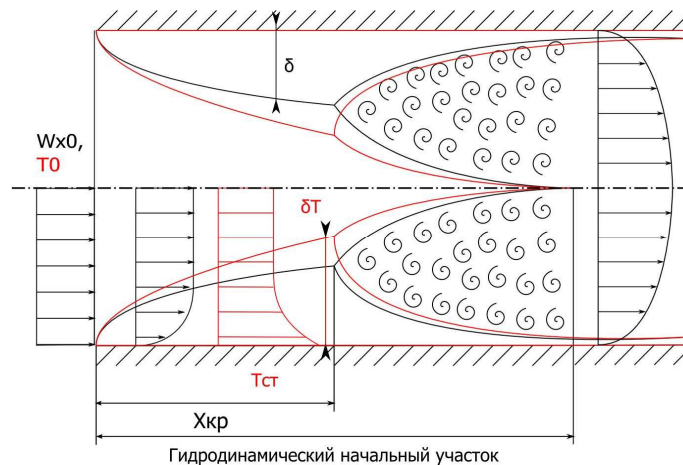 δ
Wx0,
T0
δT
Tст
Xкр
Гидродинамический начальный участок